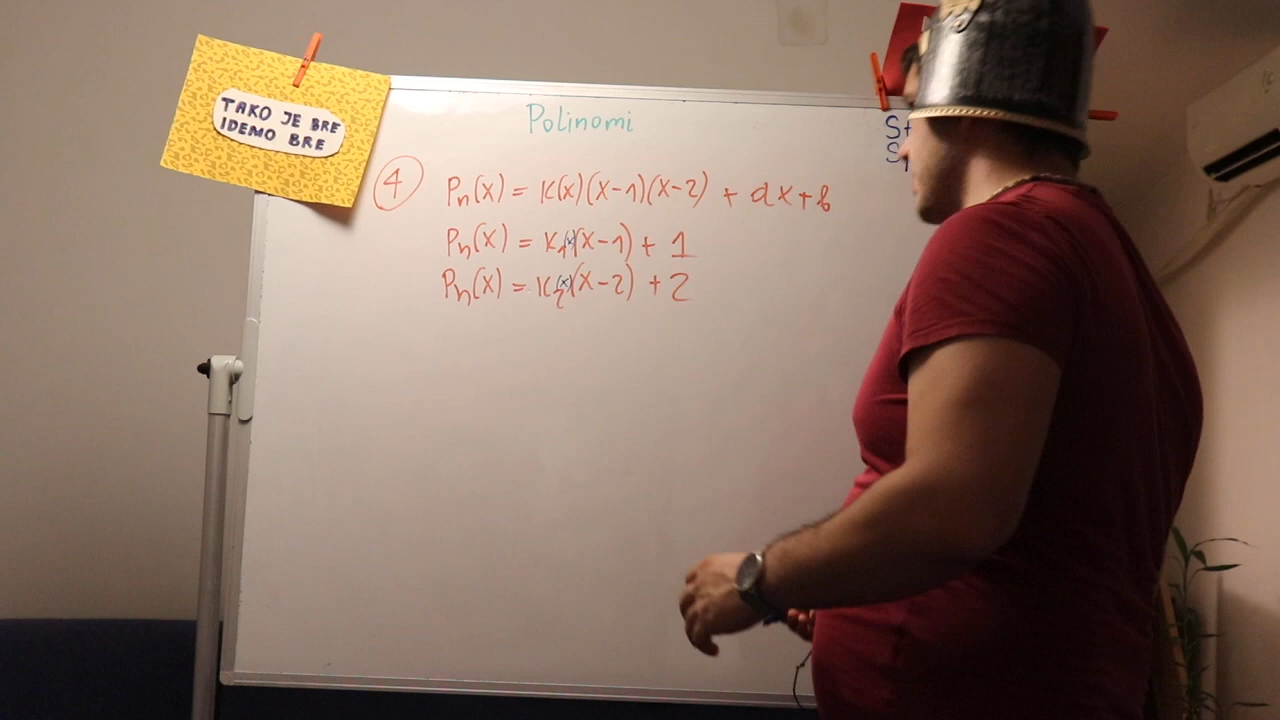 TAKO JE BRE
IDEMO BRE
Polinomi
4
Pn(x) = K(x)(x-1)(x-2) + ax+b
Pn(x) = K1(x)(x-1) + 1
Pn(x) = K2(x)(x-2) + 2